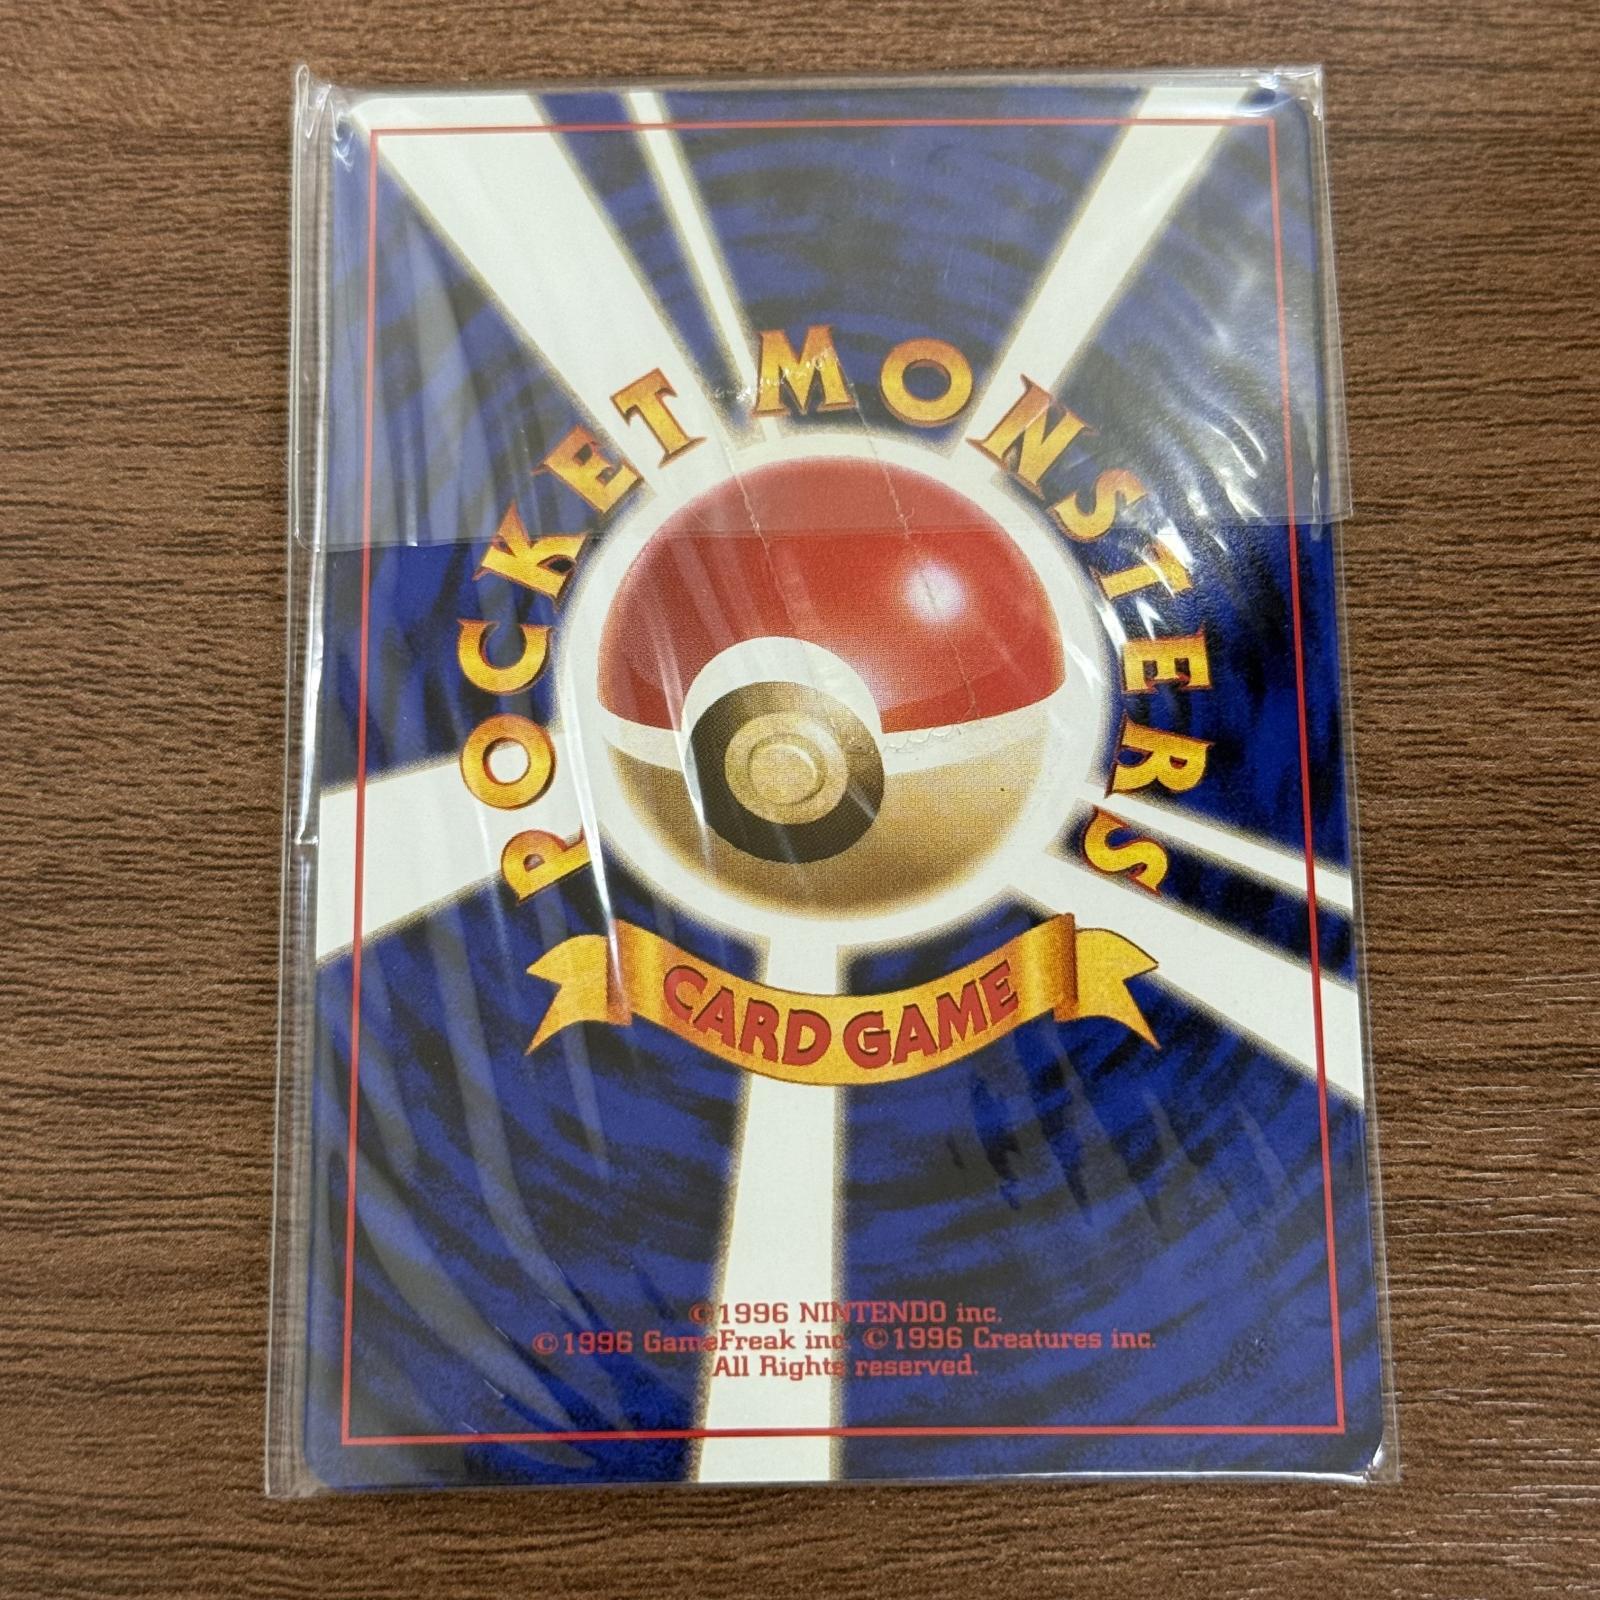 POCKET MONSTERS
CARD GAME
©1996 NINTENDO inc.
©1996 GameFreak inc. ©1996 Creatures inc.
All Rights reserved.